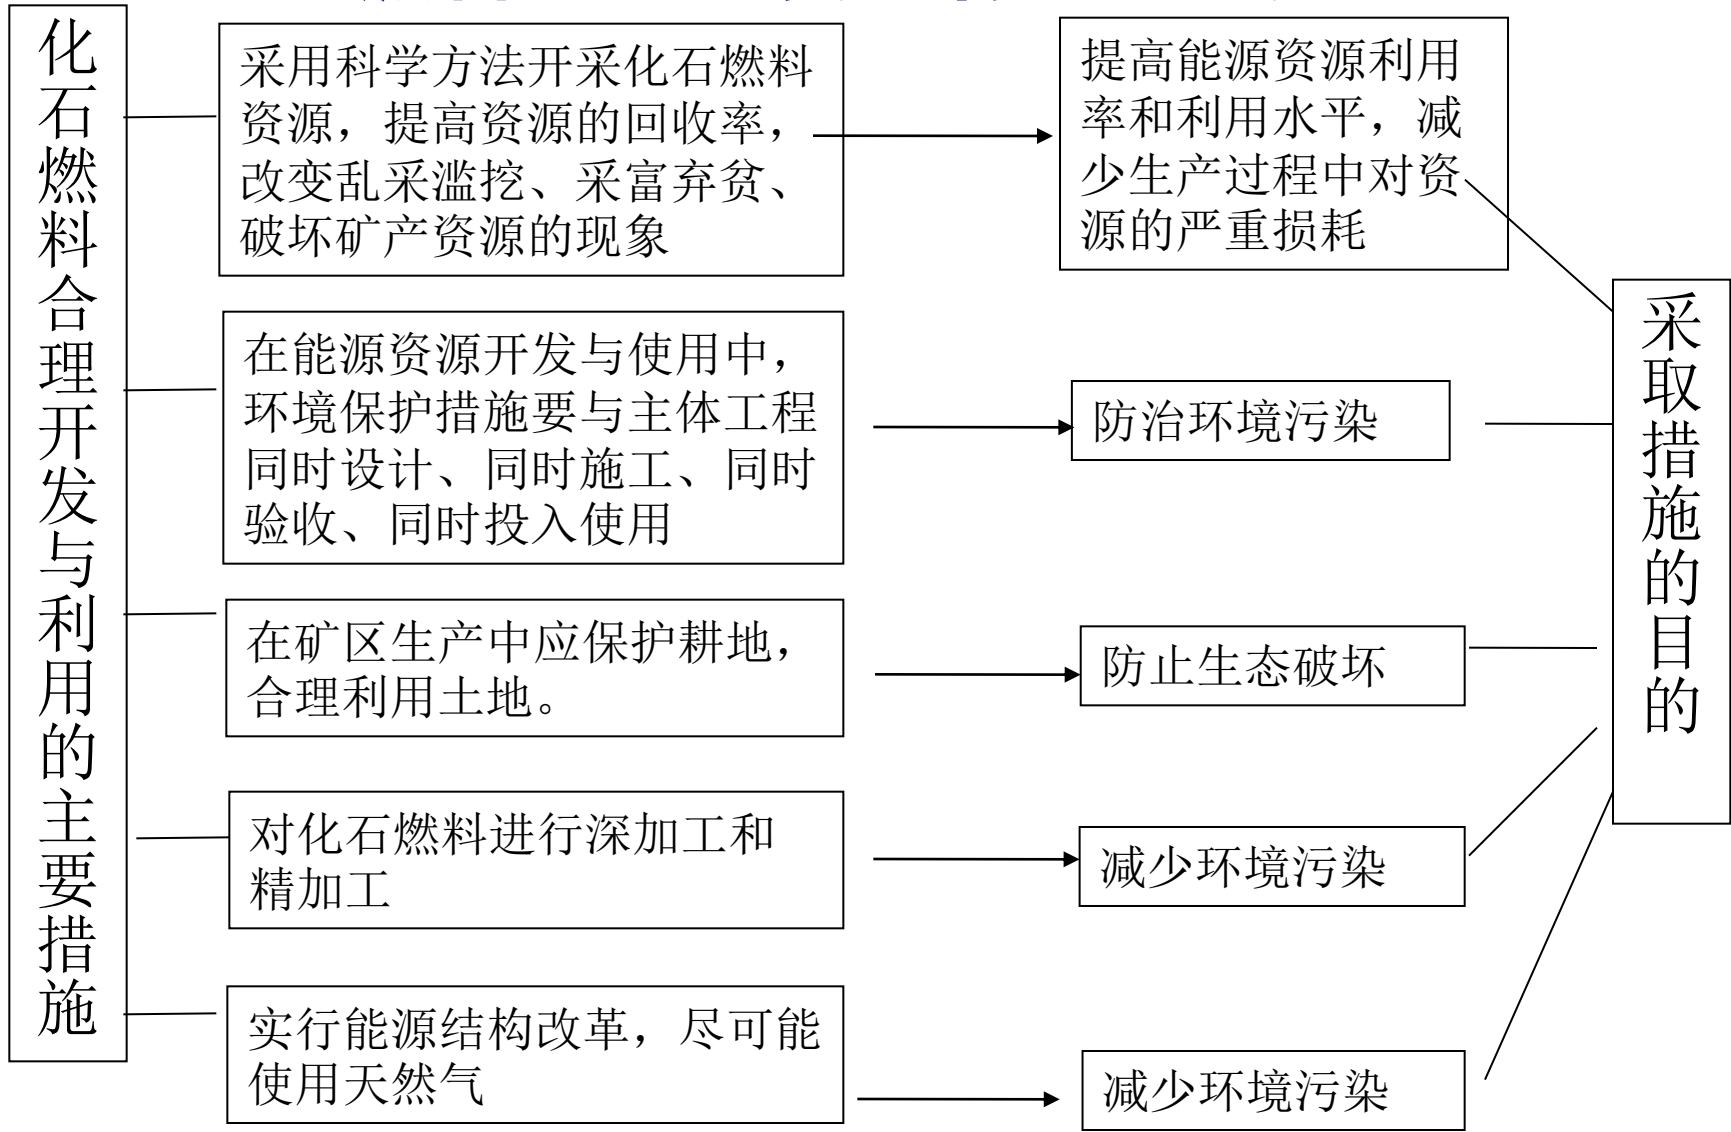 化石燃料合理开发与利用的主要措施
采用科学方法开采化石燃料
资源，提高资源的回收率，
改变乱采滥挖、采富弃贫、
破坏矿产资源的现象
提高能源资源利用
率和利用水平，减
少生产过程中对资
源的严重损耗
在能源资源开发与使用中，
环境保护措施要与主体工程
同时设计、同时施工、同时
验收、同时投入使用
防治环境污染
在矿区生产中应保护耕地，
合理利用土地。
防止生态破坏
对化石燃料进行深加工和
精加工
减少环境污染
实行能源结构改革，尽可能
使用天然气
减少环境污染
采取措施的目的